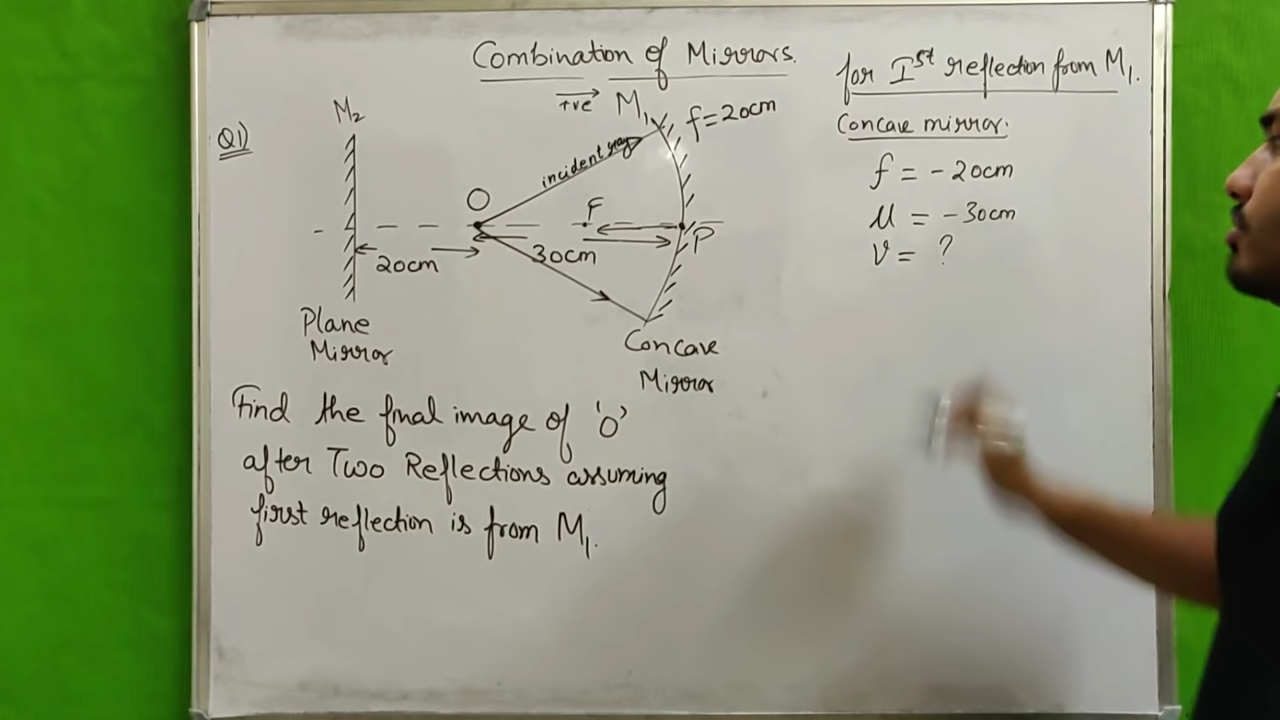 Combination of Mirrors.
+ve
Q1)
M2
M1
f=20cm
incident ray
O
F
P
20cm
30cm
Plane
Mirror
Concave
Mirror
Find the final image of 'O'
after Two Reflections assuming
first reflection is from M1.
for Ist reflection from M1.
Concave mirror.
f = -20cm
u = -30cm
v = ?